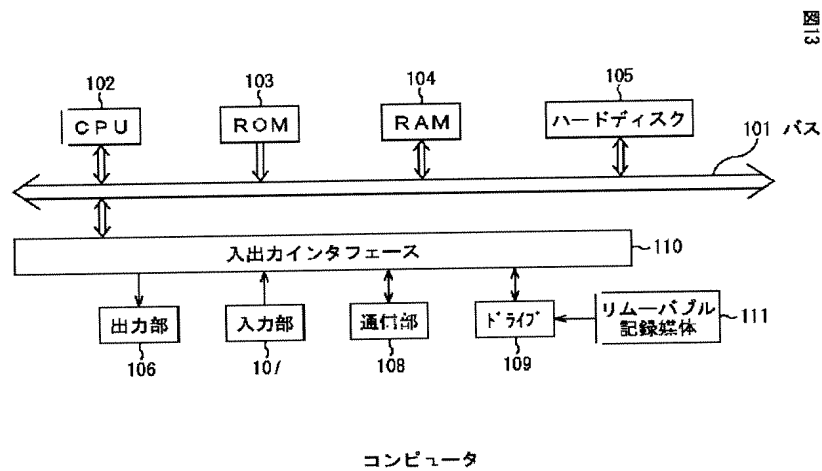 図13
102
103
104
105
CPU
ROM
RAM
ハードディスク
101 バス
入出力インタフェース
110
出力部
入力部
通信部
ドライブ
リムーバブル
記録媒体
111
106
107
108
109
コンピュータ